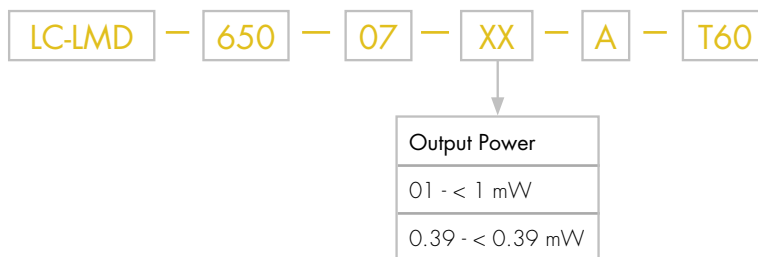 LC-LMD — 650 — 07 — XX — A — T60
Output Power
01 - < 1 mW
0.39 - < 0.39 mW